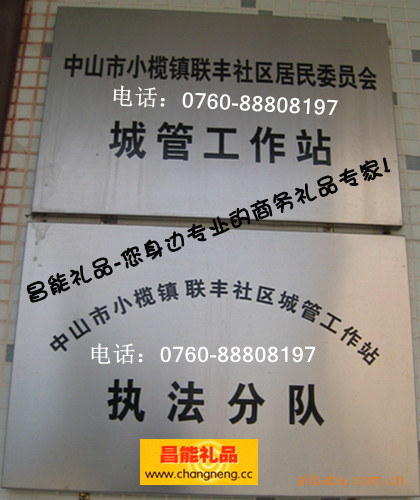 中山市小榄镇联丰社区居民委员会
电话：0760-88808197
城管工作站
昌能礼品-您身边专业的商务礼品专家!
中山市小榄镇联丰社区城管工作站
电话：0760-88808197
执法分队
昌能礼品
www.changneng.cc